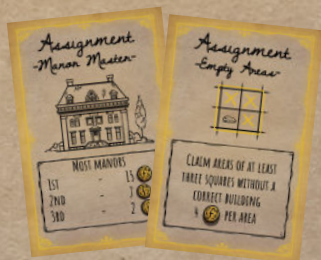 Assignment
-Manor Master-
Most manors
1st - 15
2nd - 7
3rd - 2
Assignment
-Empty Areas-
Claim areas of at least
three squares without a
correct building
4 per area